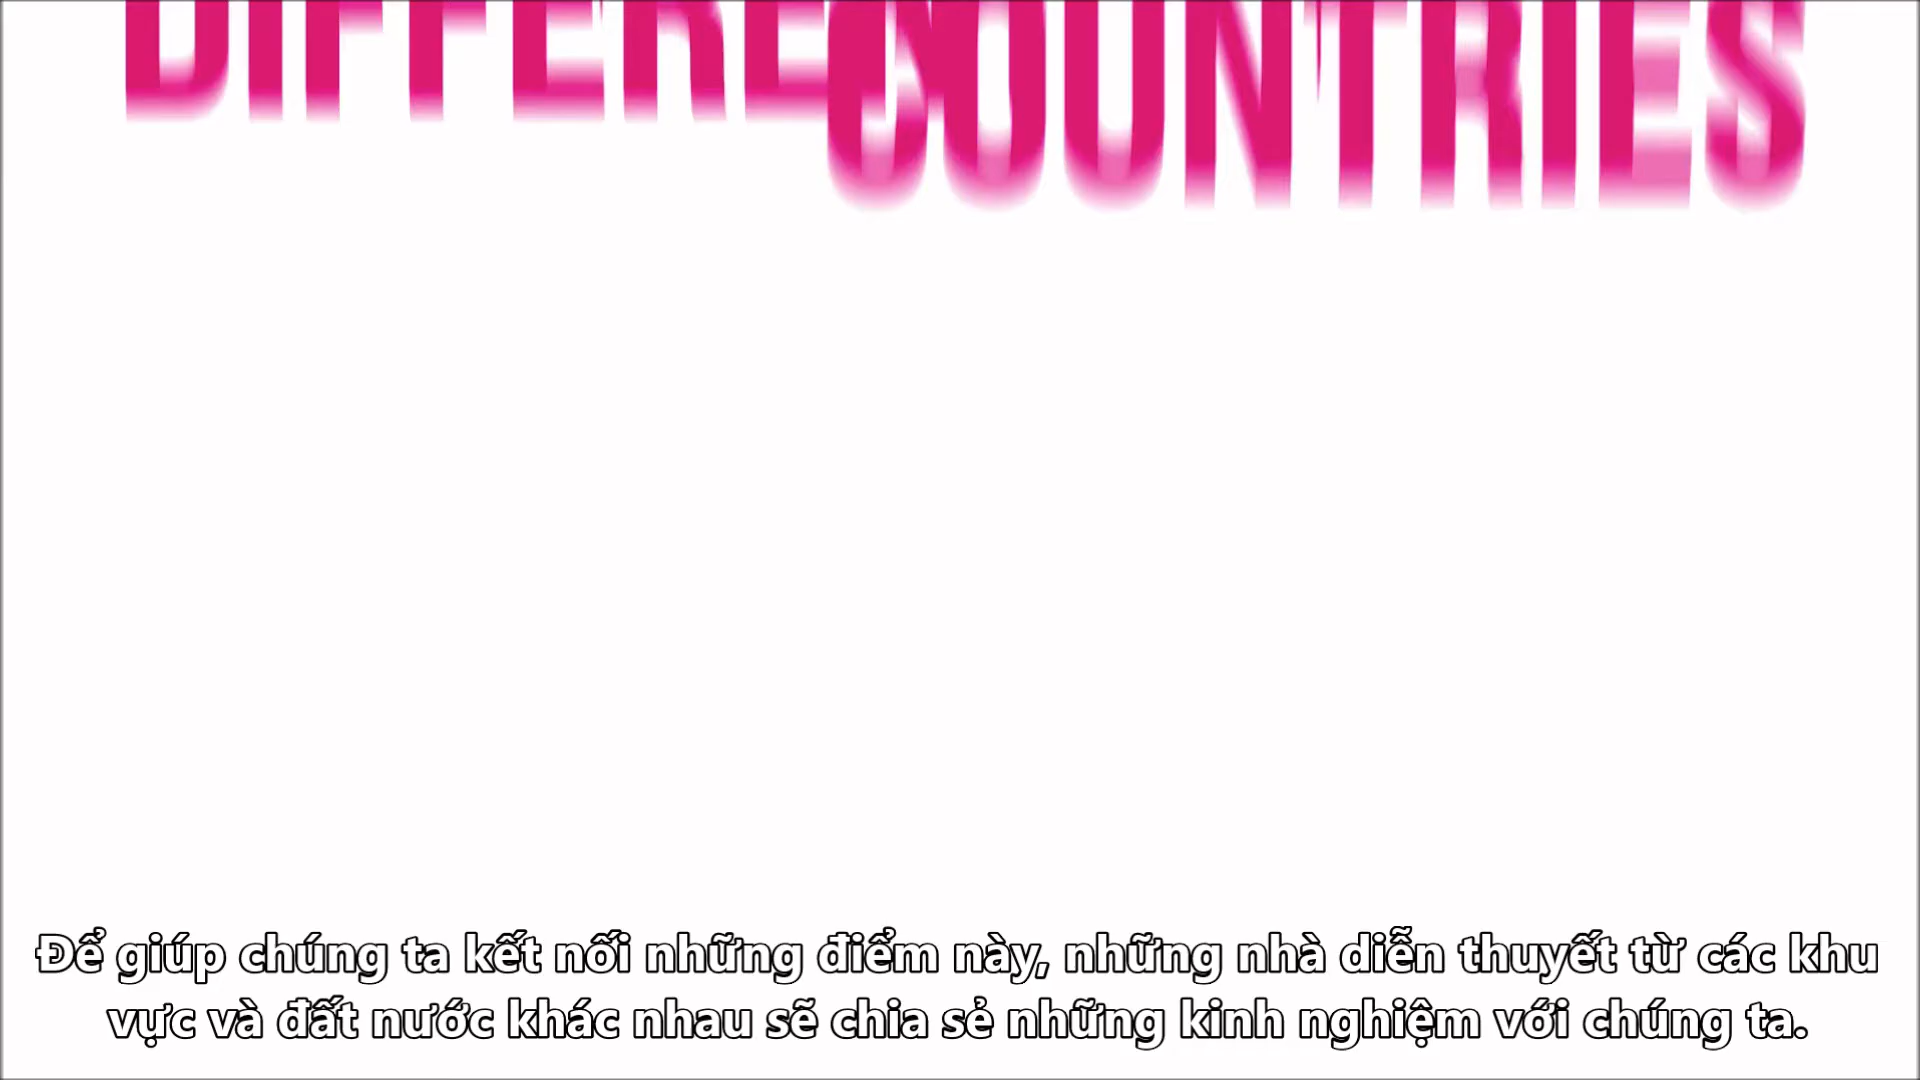 COUNTRIES
Để giúp chúng ta kết nối những điểm này, những nhà diễn thuyết từ các khu
vực và đất nước khác nhau sẽ chia sẻ những kinh nghiệm với chúng ta.